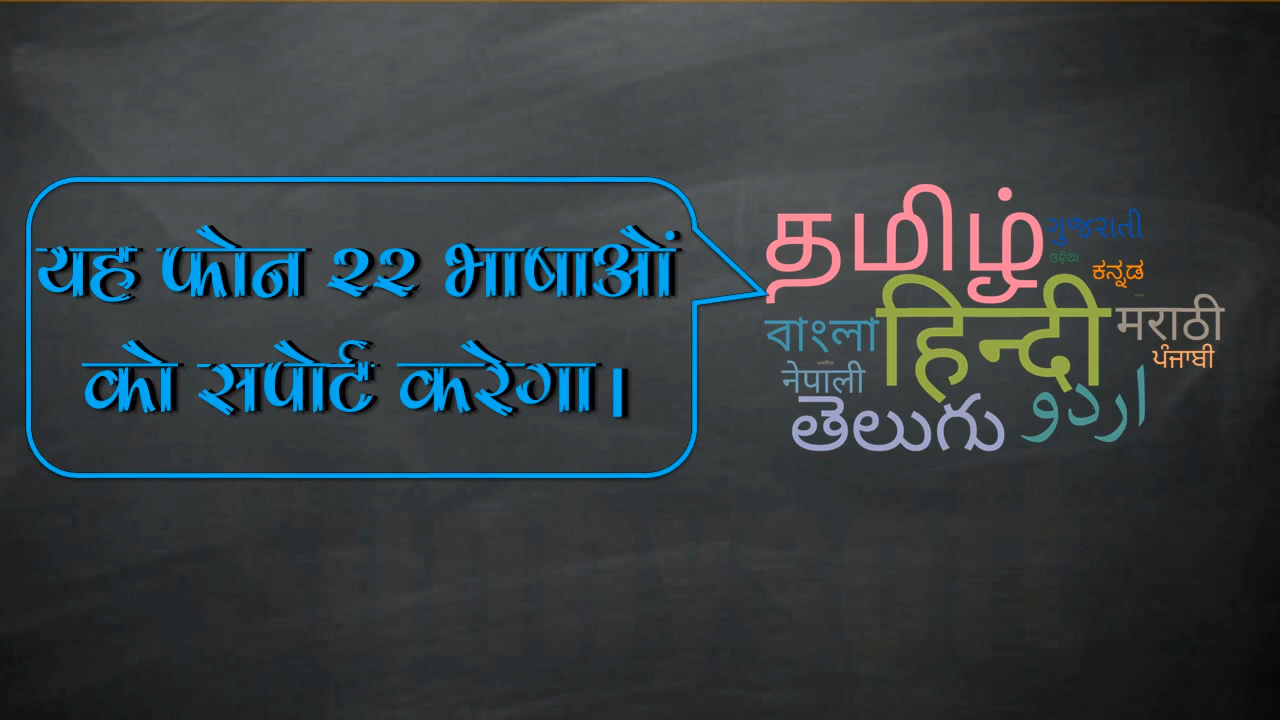 यह फोन २२ भाषाओं
को सपोर्ट करेगा।
தமிழ்
ગુજરાતી
ଓଡ଼ିଆ
ಕನ್ನಡ
हिन्दी
বাংলা
मराठी
ਪੰਜਾਬੀ
नेपाली
తెలుగు
اردو